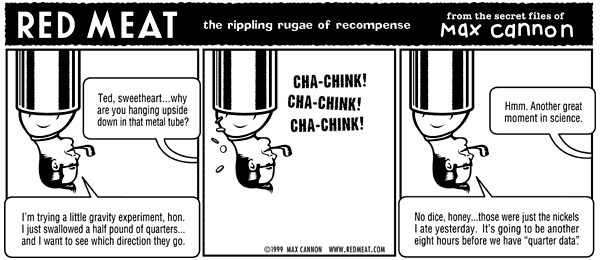 RED MEAT
the rippling rugae of recompense
from the secret files of
Max cannon
Ted, sweetheart...why
are you hanging upside
down in that metal tube?
I'm trying a little gravity experiment, hon.
I just swallowed a half pound of quarters...
and I want to see which direction they go.
CHA-CHINK!
CHA-CHINK!
CHA-CHINK!
©1999 MAX CANNON WWW.REDMEAT.COM
Hmm. Another great
moment in science.
No dice, honey...those were just the nickels
I ate yesterday. It's going to be another
eight hours before we have “quarter data”.